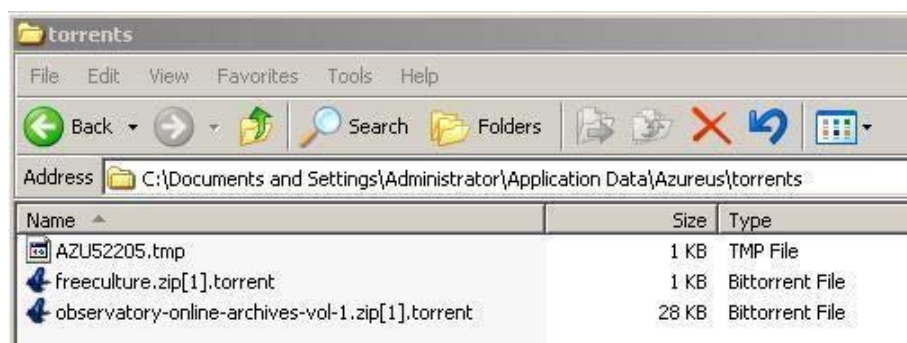 torrents
File Edit View Favorites Tools Help
Back Search Folders
Address C:\Documents and Settings\Administrator\Application Data\Azureus\torrents
Name Size Type
AZU52205.tmp 1 KB TMP File
freeculture.zip[1].torrent 1 KB Bittorrent File
observatory-online-archives-vol-1.zip[1].torrent 28 KB Bittorrent File